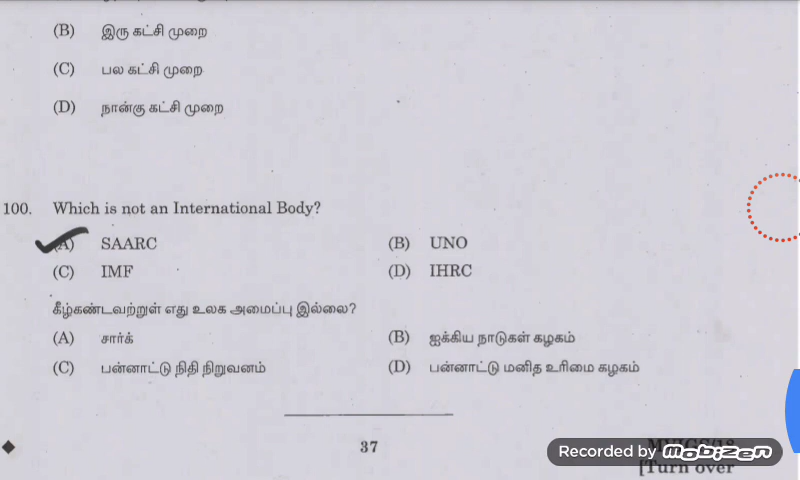 (B) இரு கட்சி முறை
(C) பல கட்சி முறை
(D) நான்கு கட்சி முறை
100. Which is not an International Body?
(A) SAARC (B) UNO
(C) IMF (D) IHRC
கீழ்கண்டவற்றுள் எது உலக அமைப்பு இல்லை?
(A) சார்க் (B) ஐக்கிய நாடுகள் கழகம்
(C) பன்னாட்டு நிதி நிறுவனம் (D) பன்னாட்டு மனித உரிமை கழகம்
37
Recorded by mobizen
[Turn over